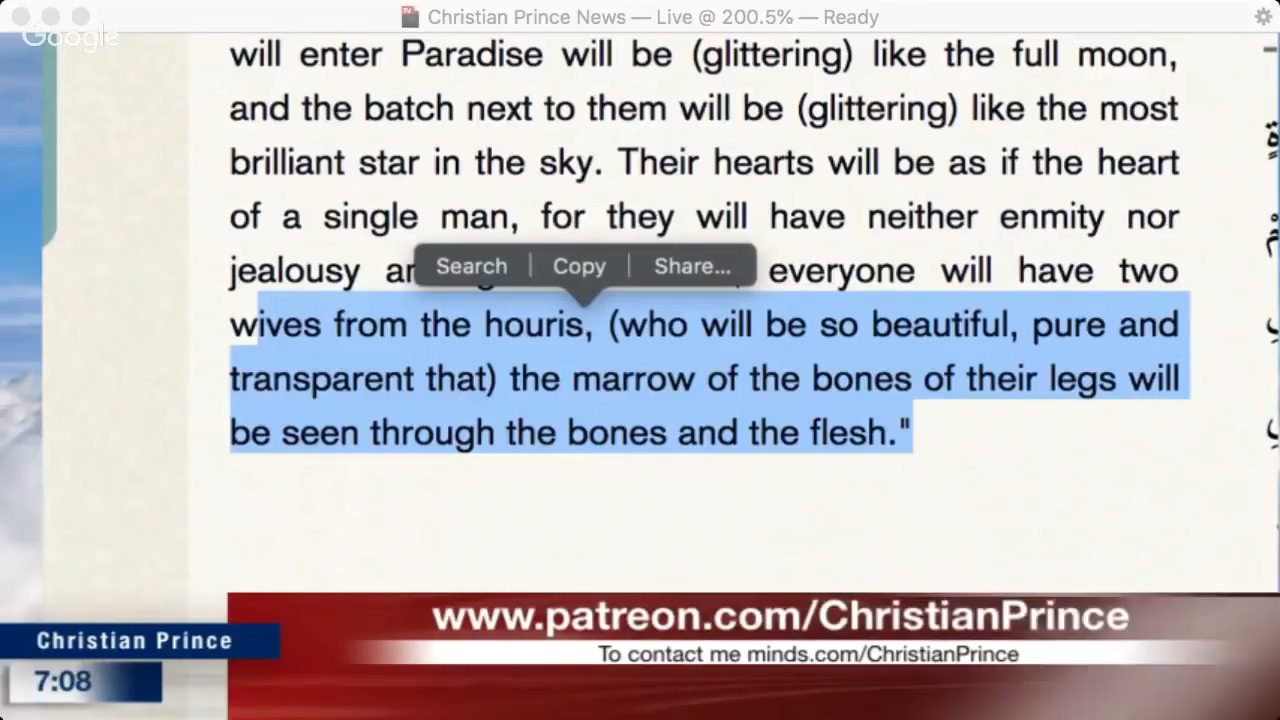 Christian Prince News — Live @ 200.5% — Ready
Google
will enter Paradise will be (glittering) like the full moon,
and the batch next to them will be (glittering) like the most
brilliant star in the sky. Their hearts will be as if the heart
of a single man, for they will have neither enmity nor
jealousy everyone will have two
wives from the houris, (who will be so beautiful, pure and
transparent that) the marrow of the bones of their legs will
be seen through the bones and the flesh."
Search Copy Share...
www.patreon.com/ChristianPrince
To contact me minds.com/ChristianPrince
Christian Prince
7:08